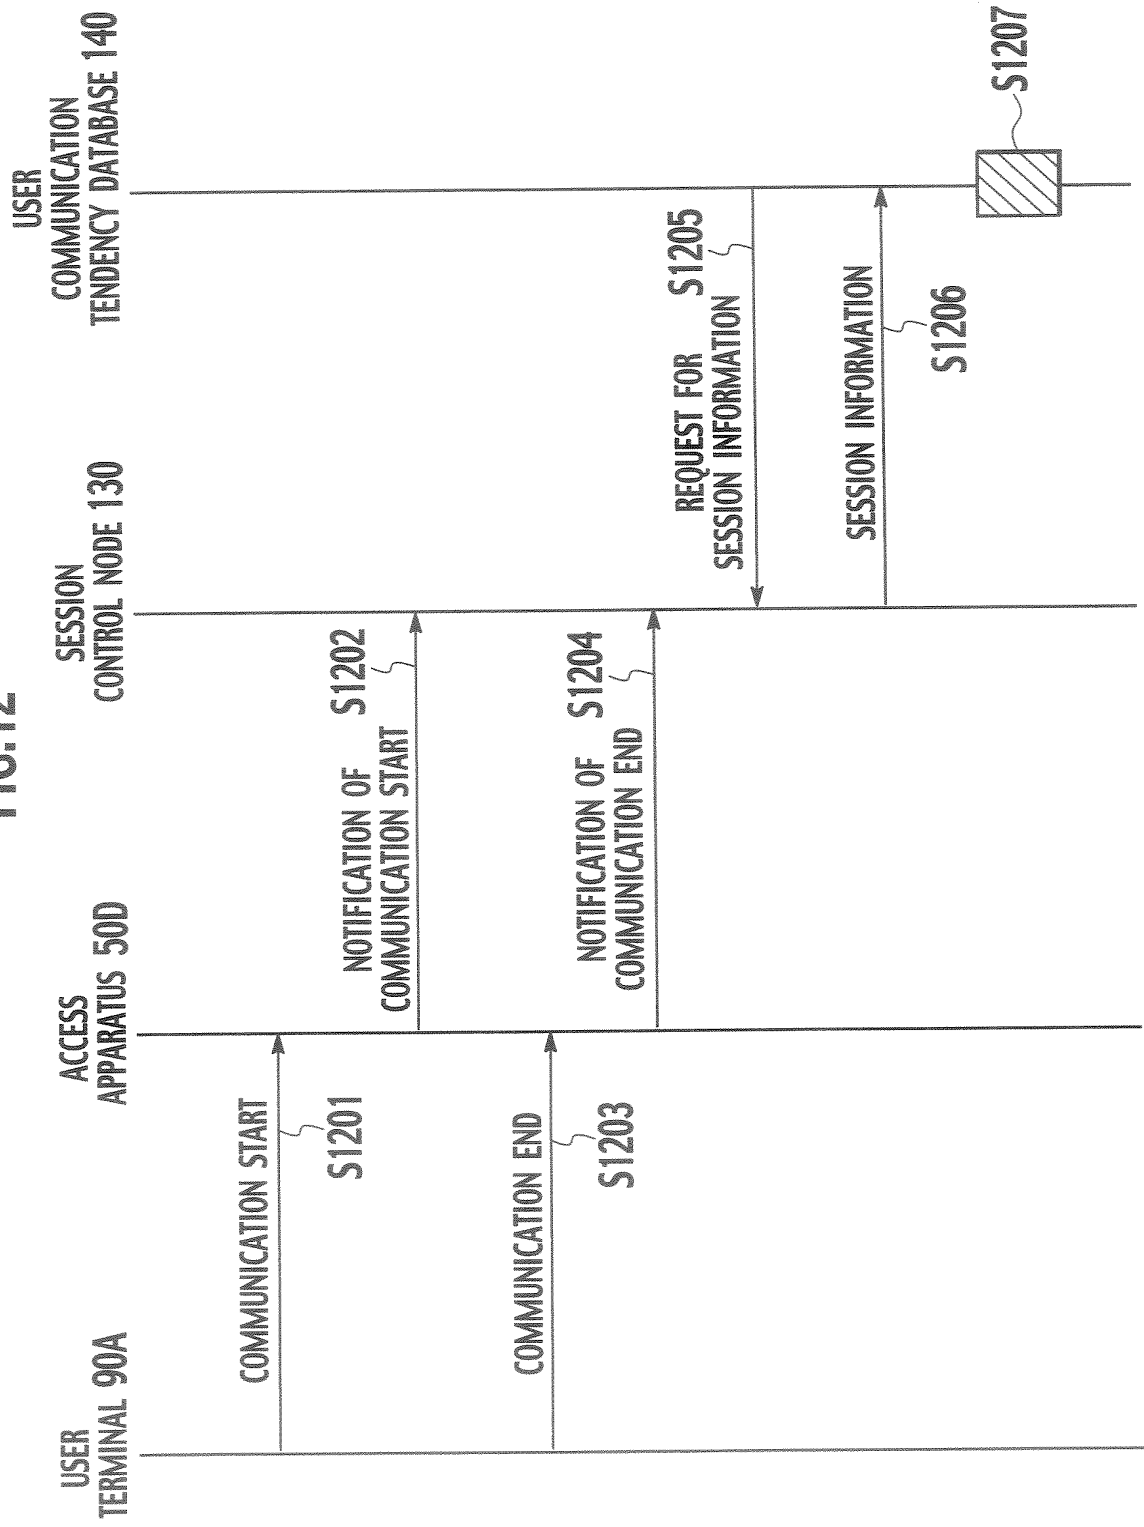 FIG.12
USER
TERMINAL 90A
ACCESS
APPARATUS 50D
SESSION
CONTROL NODE 130
USER
COMMUNICATION
TENDENCY DATABASE 140
COMMUNICATION START
S1201
NOTIFICATION OF
COMMUNICATION START
S1202
COMMUNICATION END
S1203
NOTIFICATION OF
COMMUNICATION END
S1204
REQUEST FOR
SESSION INFORMATION
S1205
SESSION INFORMATION
S1206
S1207